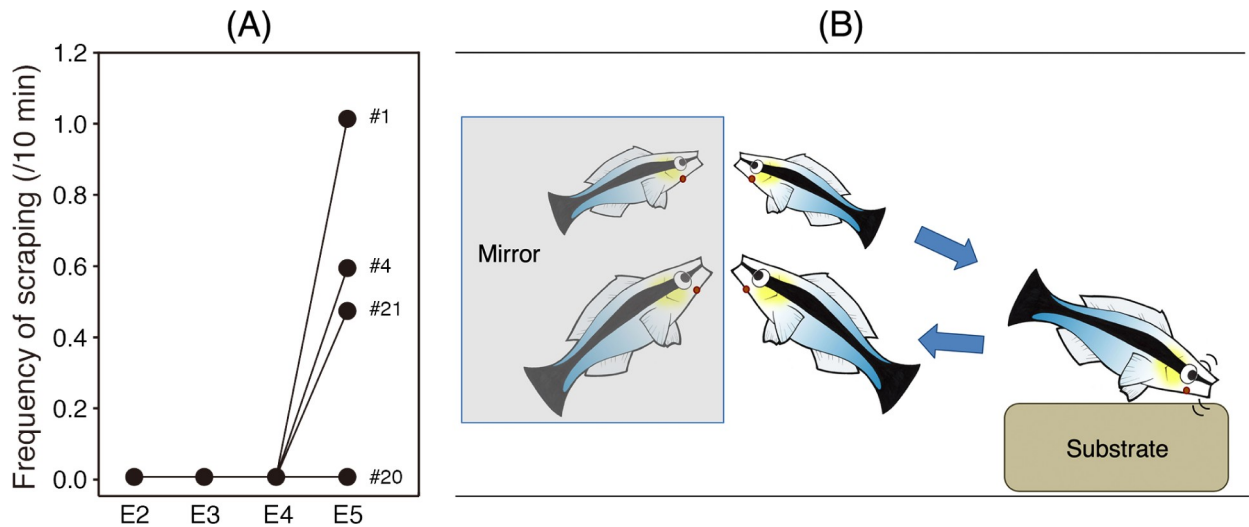 (A)
(B)
Frequency of scraping (/10 min)
1.2
1.0
0.8
0.6
0.4
0.2
0.0
#1
#4
#21
#20
E2 E3 E4 E5
Mirror
Substrate